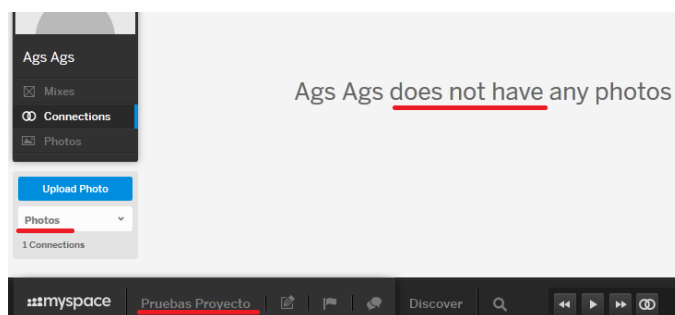 Ags Ags
Mixes
Connections
Photos
Ags Ags does not have any photos
Upload Photo
Photos
1 Connections
myspace
Pruebas Proyecto
Discover